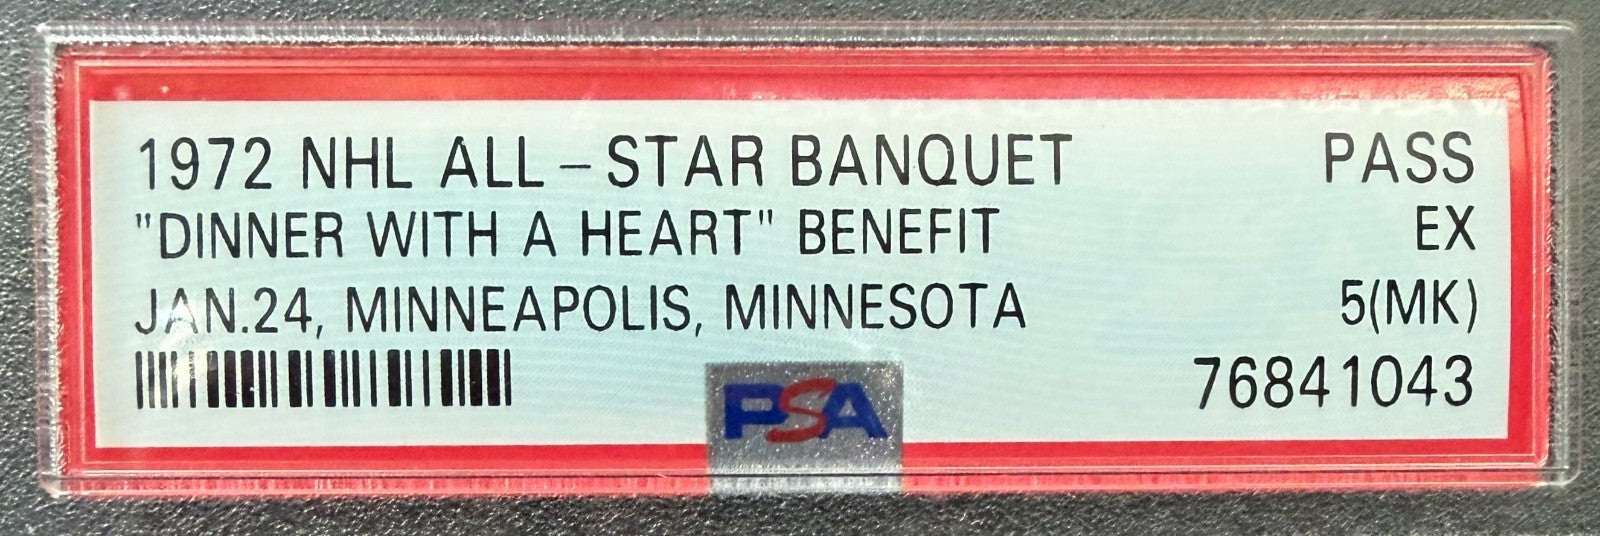 1972 NHL ALL-STAR BANQUET PASS
"DINNER WITH A HEART" BENEFIT EX
JAN.24, MINNEAPOLIS, MINNESOTA 5(MK)
PSA 76841043